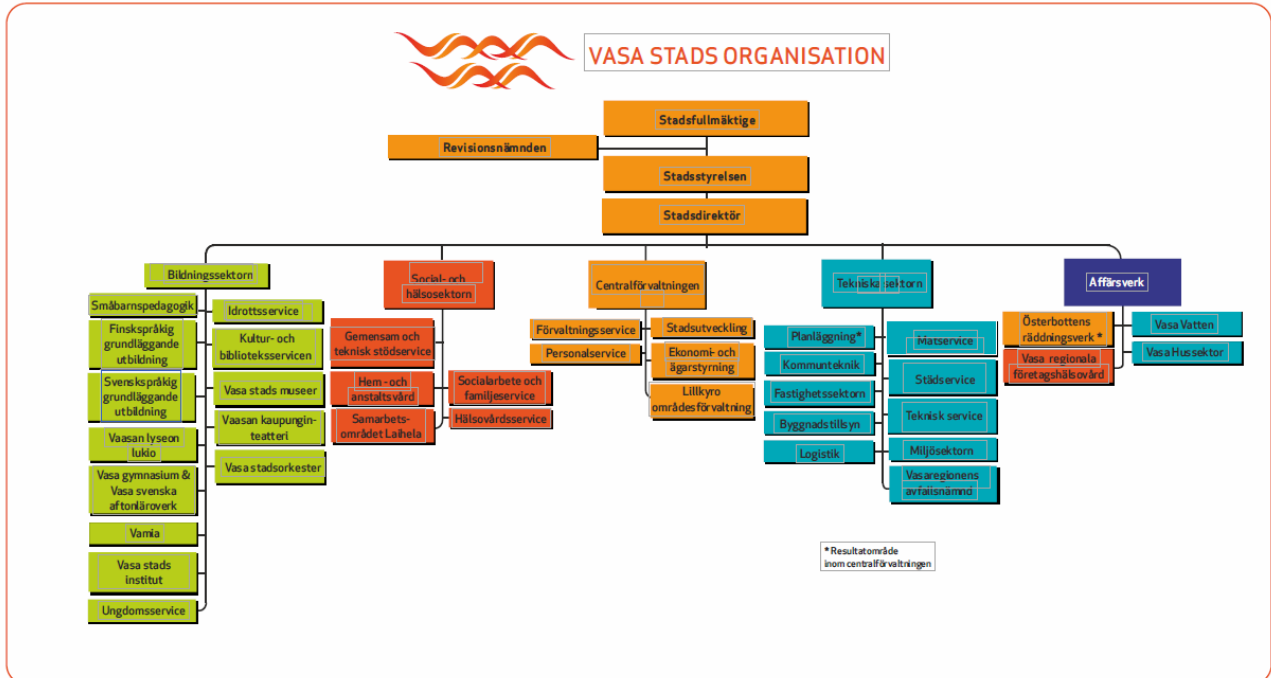 VASA STADS ORGANISATION
Stadsfullmäktige
Revisionsnämnden
Stadsstyrelsen
Stadsdirektör
Bildningssektorn
Småbarnspedagogik
Finskspråkig
grundläggande
utbildning
Svenskspråkig
grundläggande
utbildning
Vaasan lyseon
lukio
Vasa gymnasium &
Vasa svenska
aftonläroverk
Vamia
Vasa stads
institut
Ungdomsservice
Idrottsservice
Kultur- och
biblioteksservicen
Vasa stads museer
Vaasan kaupungin-
teatteri
Vasa stadsorkester
Social- och
hälsosektorn
Gemensam och
teknisk stödservice
Hem - och
anstaltsvård
Samarbets-
området Laihela
Socialarbete och
familjeservice
Hälsovårdsservice
Centralförvaltningen
Förvaltningsservice
Personalservice
Stadsutveckling
Ekonomi- och
ägarstyrning
Lillkyro
områdesförvaltning
Tekniska sektorn
Planläggning*
Kommunteknik
Fastighetssektorn
Byggnadstillsyn
Logistik
Matservice
Städservice
Teknisk service
Miljösektorn
Vasaregionens
avfallsnämnd
Affärsverk
Österbottens
räddningsverk *
Vasa regionala
företagshälsovård
Vasa Vatten
Vasa Hussektor
* Resultatområde
inom centralförvaltningen